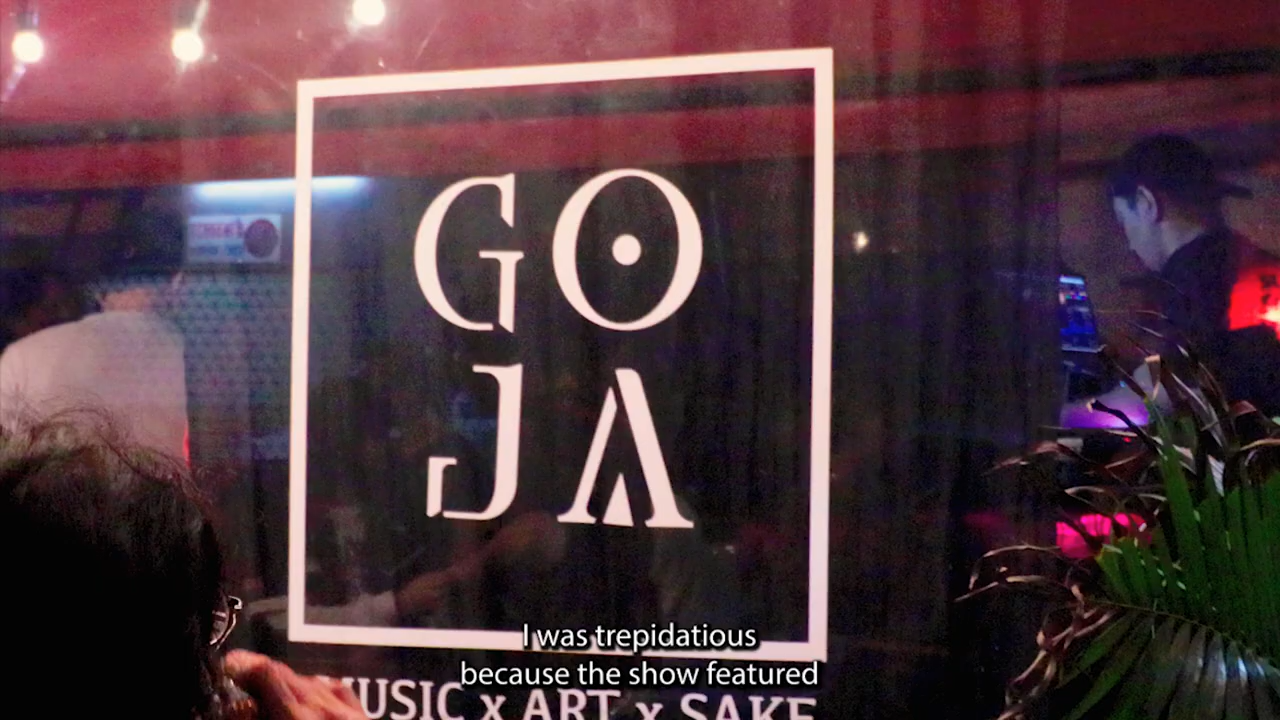 GO
JA
I was trepidatious
because the show featured
MUSIC x ART x SAKE